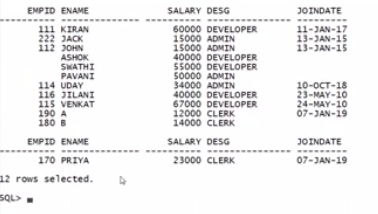 EMPID ENAME SALARY DESG JOINDATE
---------- -------------------- ---------- -------------------- ---------
111 KIRAN 60000 DEVELOPER 11-JAN-17
222 JACK 15000 ADMIN 13-JAN-15
112 JOHN 15000 ADMIN 13-JAN-15
ASHOK 40000 DEVELOPER
SWATHI 55000 DEVELOPER
PAVANI 50000 ADMIN
114 UDAY 34000 ADMIN 10-OCT-18
116 JILANI 40000 DEVELOPER 23-MAY-10
115 VENKAT 67000 DEVELOPER 24-MAY-10
190 A 12000 CLERK 07-JAN-19
180 B 14000 CLERK
EMPID ENAME SALARY DESG JOINDATE
---------- -------------------- ---------- -------------------- ---------
170 PRIYA 23000 CLERK 07-JAN-19
12 rows selected.
SQL>